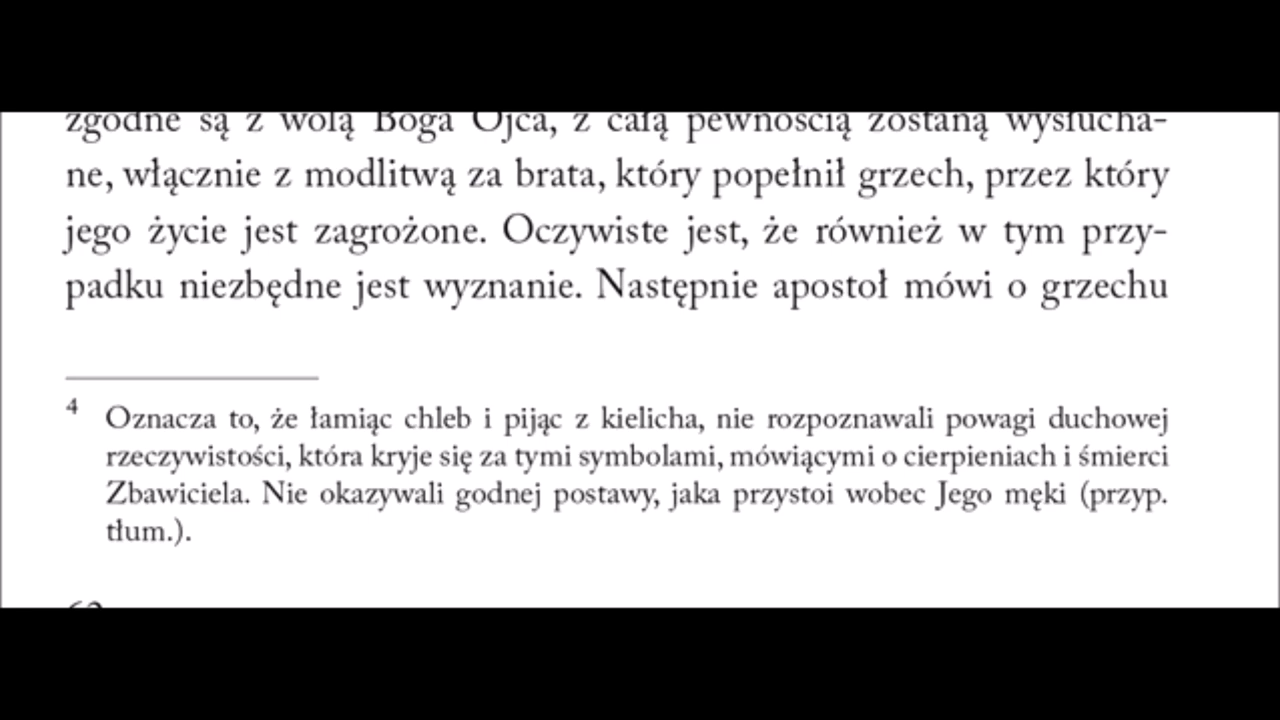 zgodne są z wolą Boga Ojca, z całą pewnością zostaną wysłucha-
ne, włącznie z modlitwą za brata, który popełnił grzech, przez który
jego życie jest zagrożone. Oczywiste jest, że również w tym przy-
padku niezbędne jest wyznanie. Następnie apostoł mówi o grzechu
4 Oznacza to, że łamiąc chleb i pijąc z kielicha, nie rozpoznawali powagi duchowej
rzeczywistości, która kryje się za tymi symbolami, mówiącymi o cierpieniach i śmierci
Zbawiciela. Nie okazywali godnej postawy, jaka przystoi wobec Jego męki (przyp.
tłum.).